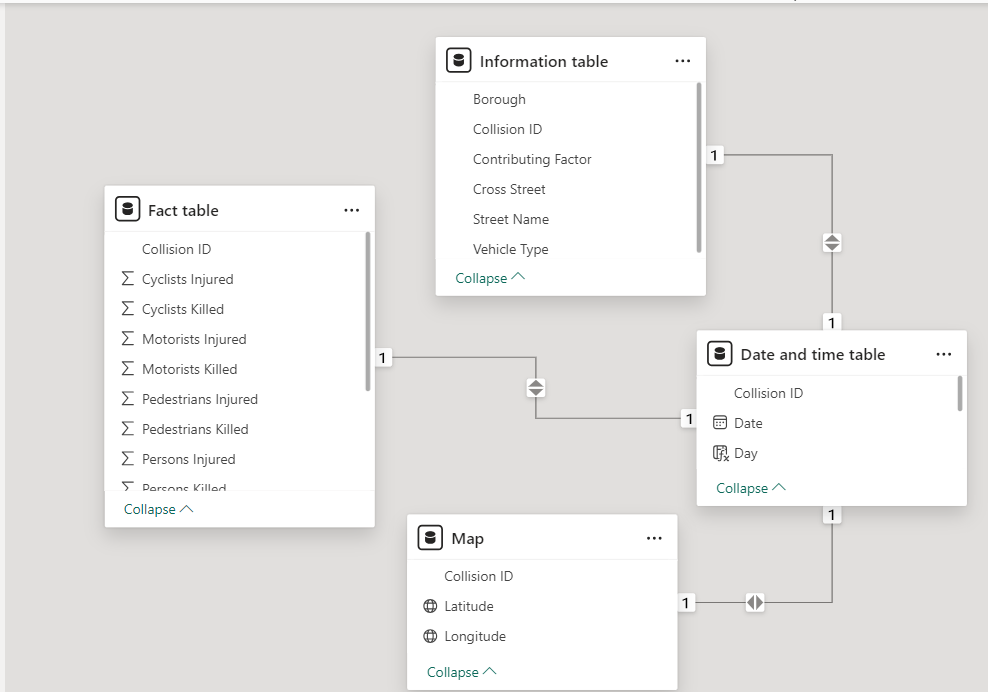 Information table
Borough
Collision ID
Contributing Factor
Cross Street
Street Name
Vehicle Type
Collapse
1
1
Fact table
Collision ID
Cyclists Injured
Cyclists Killed
Motorists Injured
Motorists Killed
Pedestrians Injured
Pedestrians Killed
Persons Injured
Persons Killed
Collapse
1
1
Date and time table
Collision ID
Date
Day
Collapse
1
Map
Collision ID
Latitude
Longitude
Collapse
1